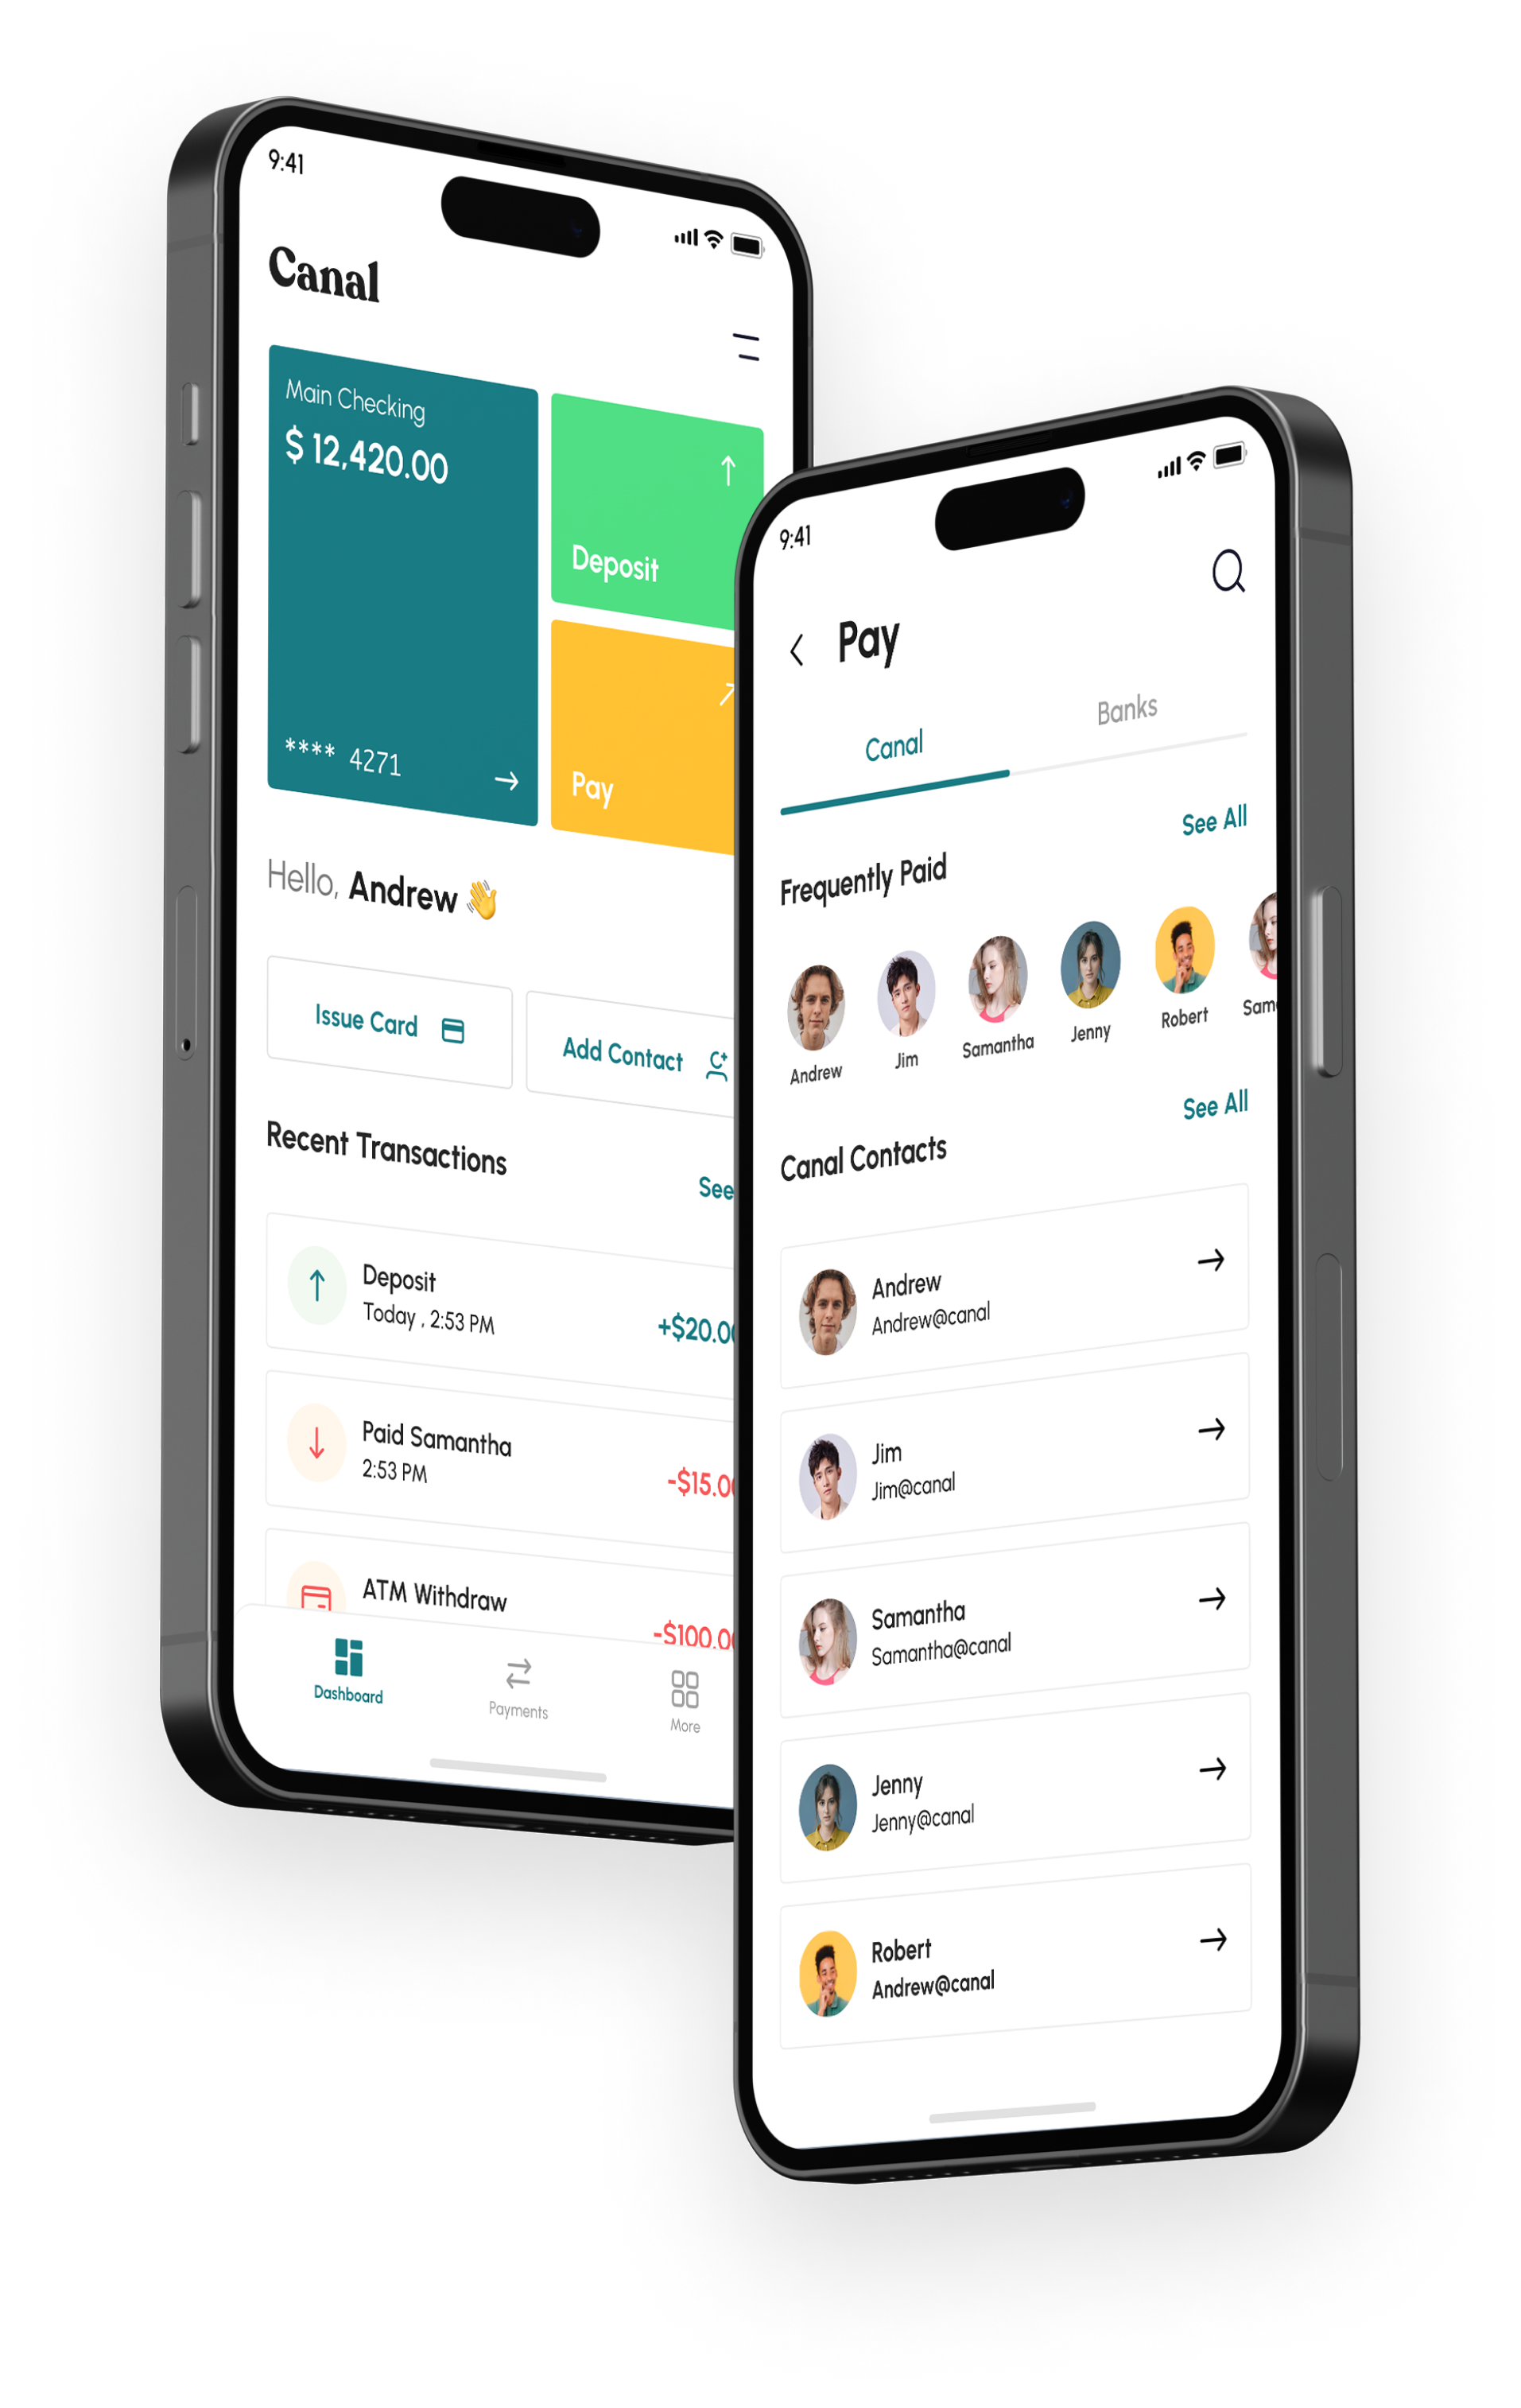 9:41
Canal
Main Checking
$ 12,420.00
**** 4271
Deposit
Pay
Hello, Andrew 👋
Issue Card
Add Contact
Recent Transactions
See
Deposit
Today , 2:53 PM
+$20.00
Paid Samantha
2:53 PM
-$15.00
ATM Withdraw
-$100.00
Dashboard
Payments
More
9:41
Pay
Canal
Banks
See All
Frequently Paid
Andrew
Jim
Samantha
Jenny
Robert
Sam
See All
Canal Contacts
Andrew
Andrew@canal
Jim
Jim@canal
Samantha
Samantha@canal
Jenny
Jenny@canal
Robert
Andrew@canal